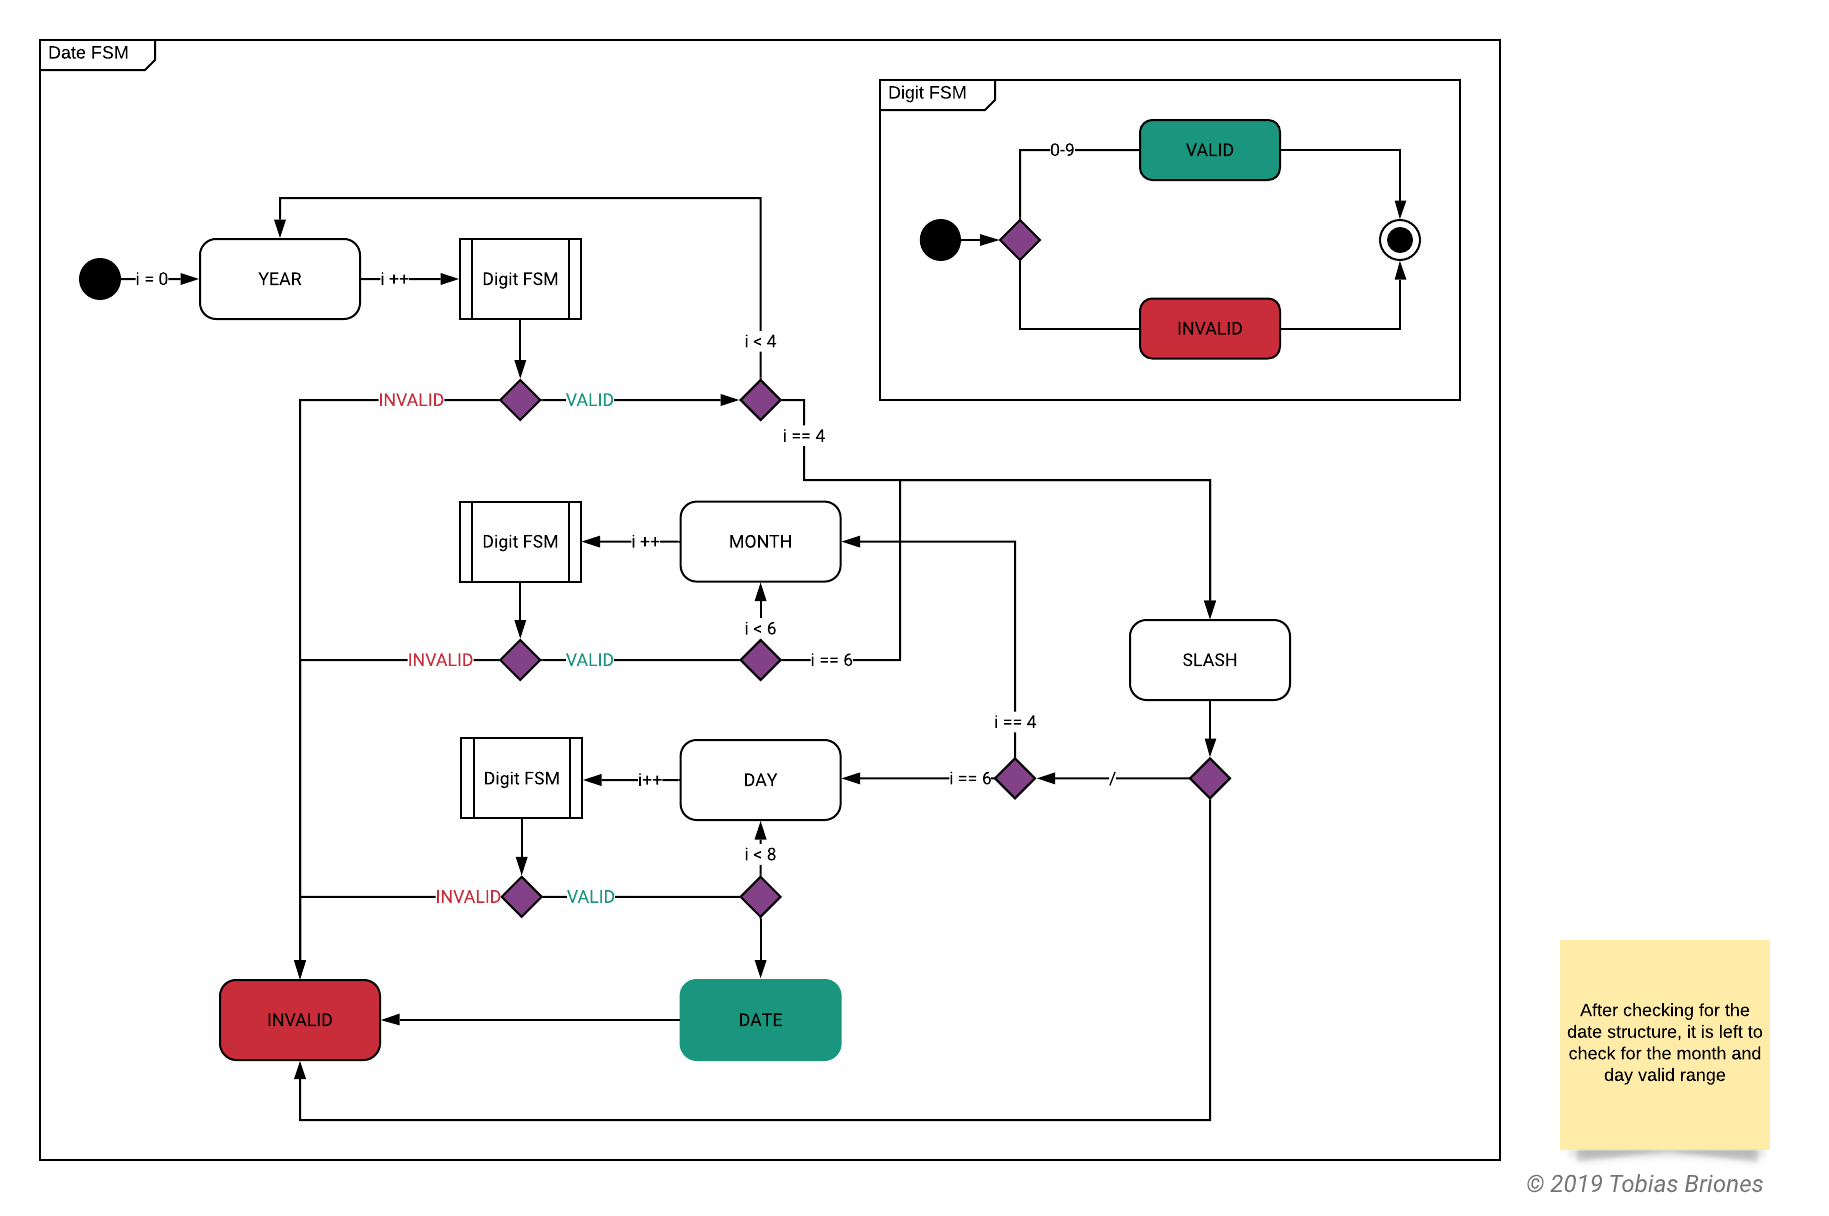 Date FSM
Digit FSM
0-9
VALID
INVALID
i = 0
YEAR
i ++
Digit FSM
i < 4
INVALID
VALID
i == 4
Digit FSM
i ++
MONTH
i < 6
INVALID
VALID
i == 6
SLASH
i == 4
Digit FSM
i++
DAY
i == 6
/
i < 8
INVALID
VALID
INVALID
DATE
After checking for the
date structure, it is left to
check for the month and
day valid range
© 2019 Tobias Briones